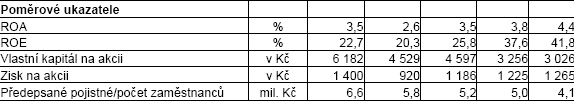 Poměrové ukazatele
ROA % 3,5 2,6 3,5 3,8 4,4
ROE % 22,7 20,3 25,8 37,6 41,8
Vlastní kapitál na akcii v Kč 6 182 4 529 4 597 3 256 3 026
Zisk na akcii v Kč 1 400 920 1 186 1 225 1 265
Předepsané pojistné/počet zaměstnanců mil. Kč 6,6 5,8 5,2 5,0 4,1